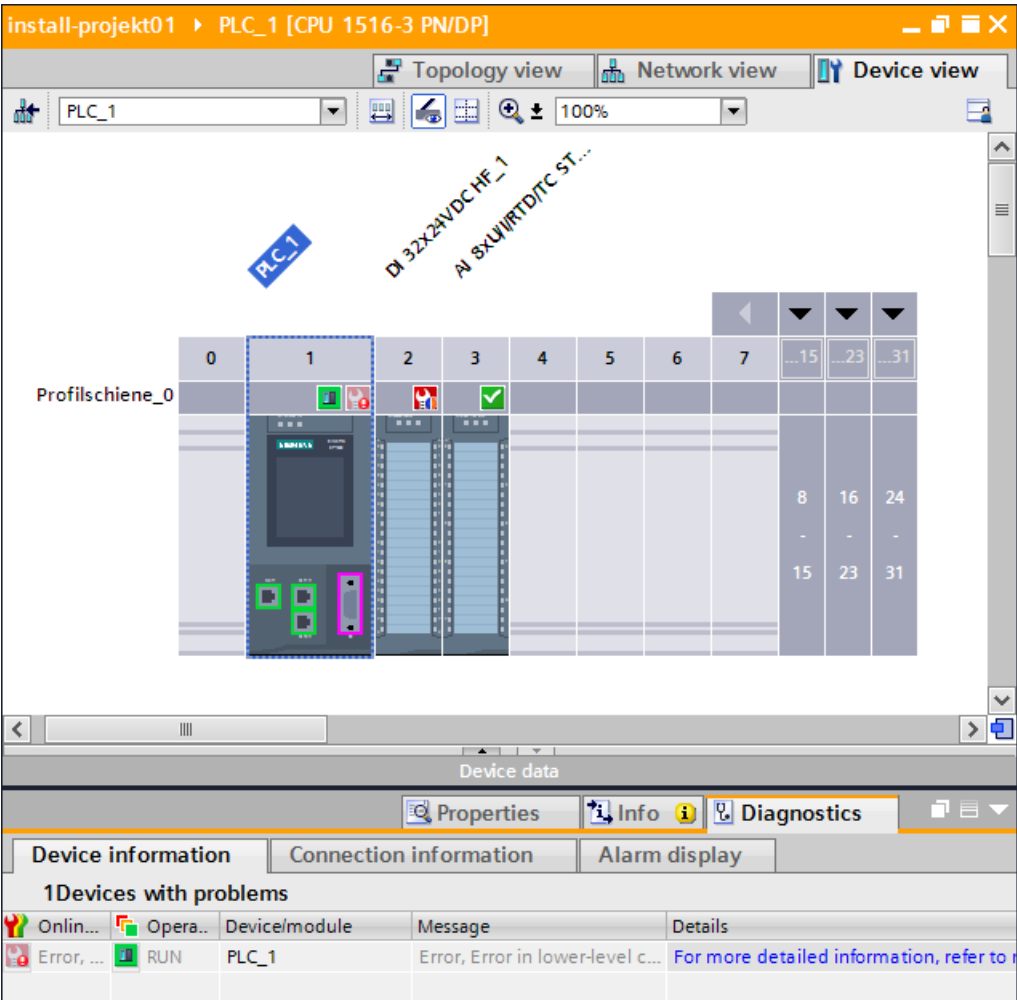 install-projekt01 ▸ PLC_1 [CPU 1516-3 PN/DP]
Topology view Network view Device view
PLC_1 100%
DI 32x24VDC HF_1
AI 8xU/I/RTD/TC ST...
PLC_1
0 1 2 3 4 5 6 7 ...15 ...23 ...31
Profilschiene_0
SIEMENS
8 16 24
- - -
15 23 31
Device data
Properties Info Diagnostics
Device information Connection information Alarm display
1Devices with problems
Onlin... Opera.. Device/module Message Details
Error, ... RUN PLC_1 Error, Error in lower-level c... For more detailed information, refer to